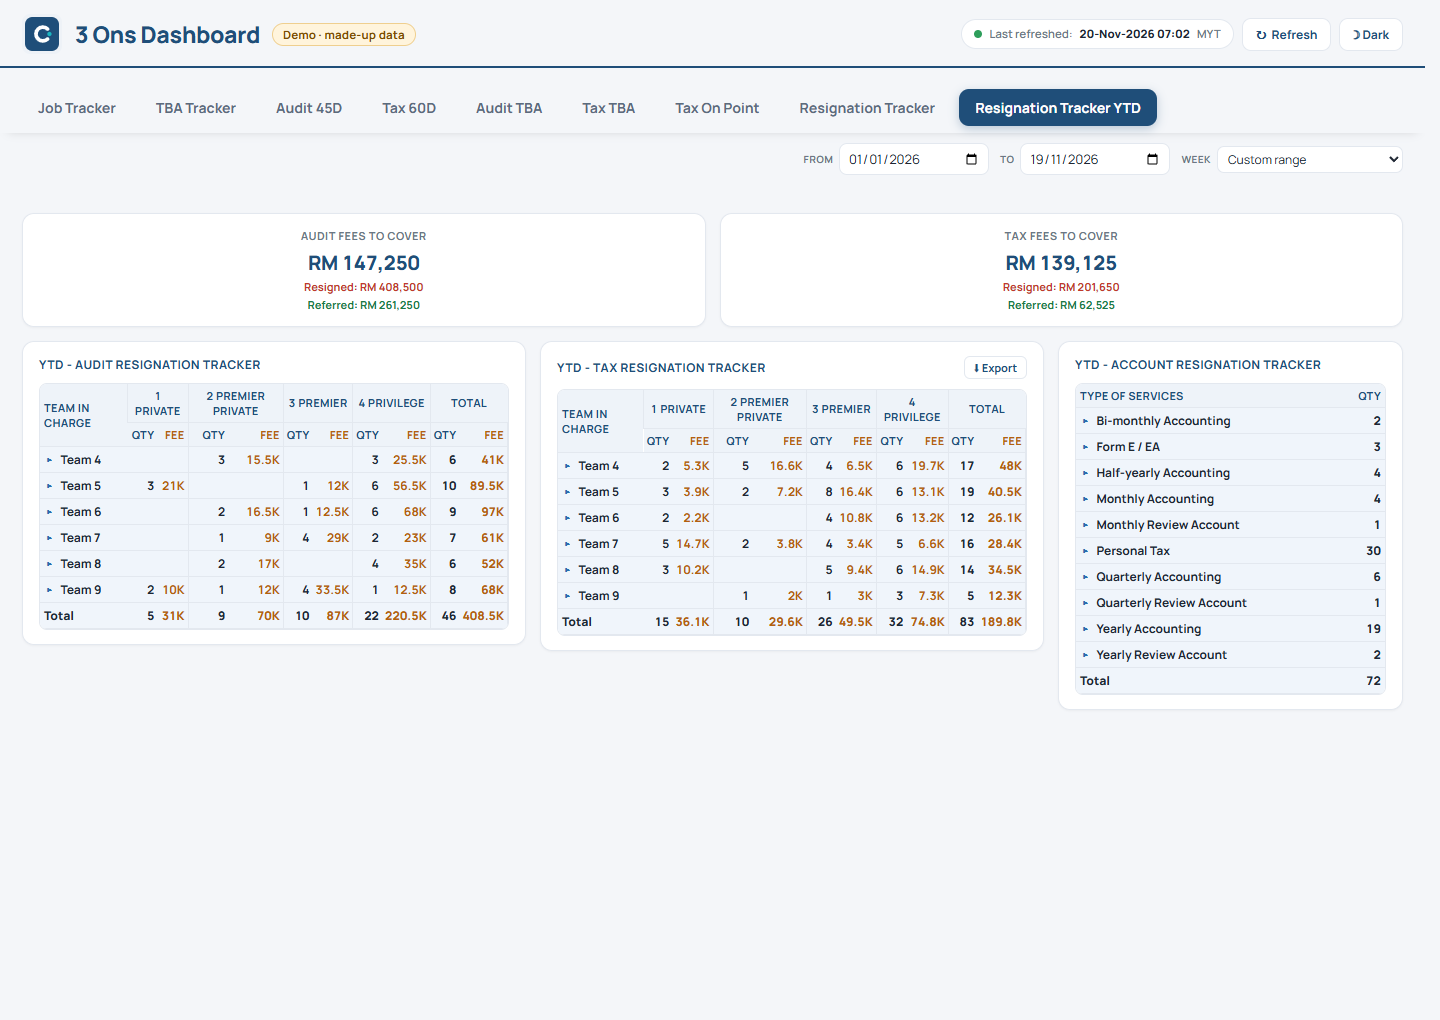 3 Ons Dashboard
Demo · made-up data
Last refreshed: 20-Nov-2026 07:02 MYT
↻ Refresh
Dark
Job Tracker TBA Tracker Audit 45D Tax 60D Audit TBA Tax TBA Tax On Point Resignation Tracker Resignation Tracker YTD
FROM 01/01/2026 TO 19/11/2026 WEEK Custom range
AUDIT FEES TO COVER
RM 147,250
Resigned: RM 408,500
Referred: RM 261,250
TAX FEES TO COVER
RM 139,125
Resigned: RM 201,650
Referred: RM 62,525
YTD - AUDIT RESIGNATION TRACKER
TEAM IN CHARGE 1 PRIVATE 2 PREMIER PRIVATE 3 PREMIER 4 PRIVILEGE TOTAL
QTY FEE QTY FEE QTY FEE QTY FEE QTY FEE
Team 4 3 15.5K 3 25.5K 6 41K
Team 5 3 21K 1 12K 6 56.5K 10 89.5K
Team 6 2 16.5K 1 12.5K 6 68K 9 97K
Team 7 1 9K 4 29K 2 23K 7 61K
Team 8 2 17K 4 35K 6 52K
Team 9 2 10K 1 12K 4 33.5K 1 12.5K 8 68K
Total 5 31K 9 70K 10 87K 22 220.5K 46 408.5K
YTD - TAX RESIGNATION TRACKER
⬇ Export
TEAM IN CHARGE 1 PRIVATE 2 PREMIER PRIVATE 3 PREMIER 4 PRIVILEGE TOTAL
QTY FEE QTY FEE QTY FEE QTY FEE QTY FEE
Team 4 2 5.3K 5 16.6K 4 6.5K 6 19.7K 17 48K
Team 5 3 3.9K 2 7.2K 8 16.4K 6 13.1K 19 40.5K
Team 6 2 2.2K 4 10.8K 6 13.2K 12 26.1K
Team 7 5 14.7K 2 3.8K 4 3.4K 5 6.6K 16 28.4K
Team 8 3 10.2K 5 9.4K 6 14.9K 14 34.5K
Team 9 1 2K 1 3K 3 7.3K 5 12.3K
Total 15 36.1K 10 29.6K 26 49.5K 32 74.8K 83 189.8K
YTD - ACCOUNT RESIGNATION TRACKER
TYPE OF SERVICES QTY
Bi-monthly Accounting 2
Form E / EA 3
Half-yearly Accounting 4
Monthly Accounting 4
Monthly Review Account 1
Personal Tax 30
Quarterly Accounting 6
Quarterly Review Account 1
Yearly Accounting 19
Yearly Review Account 2
Total 72